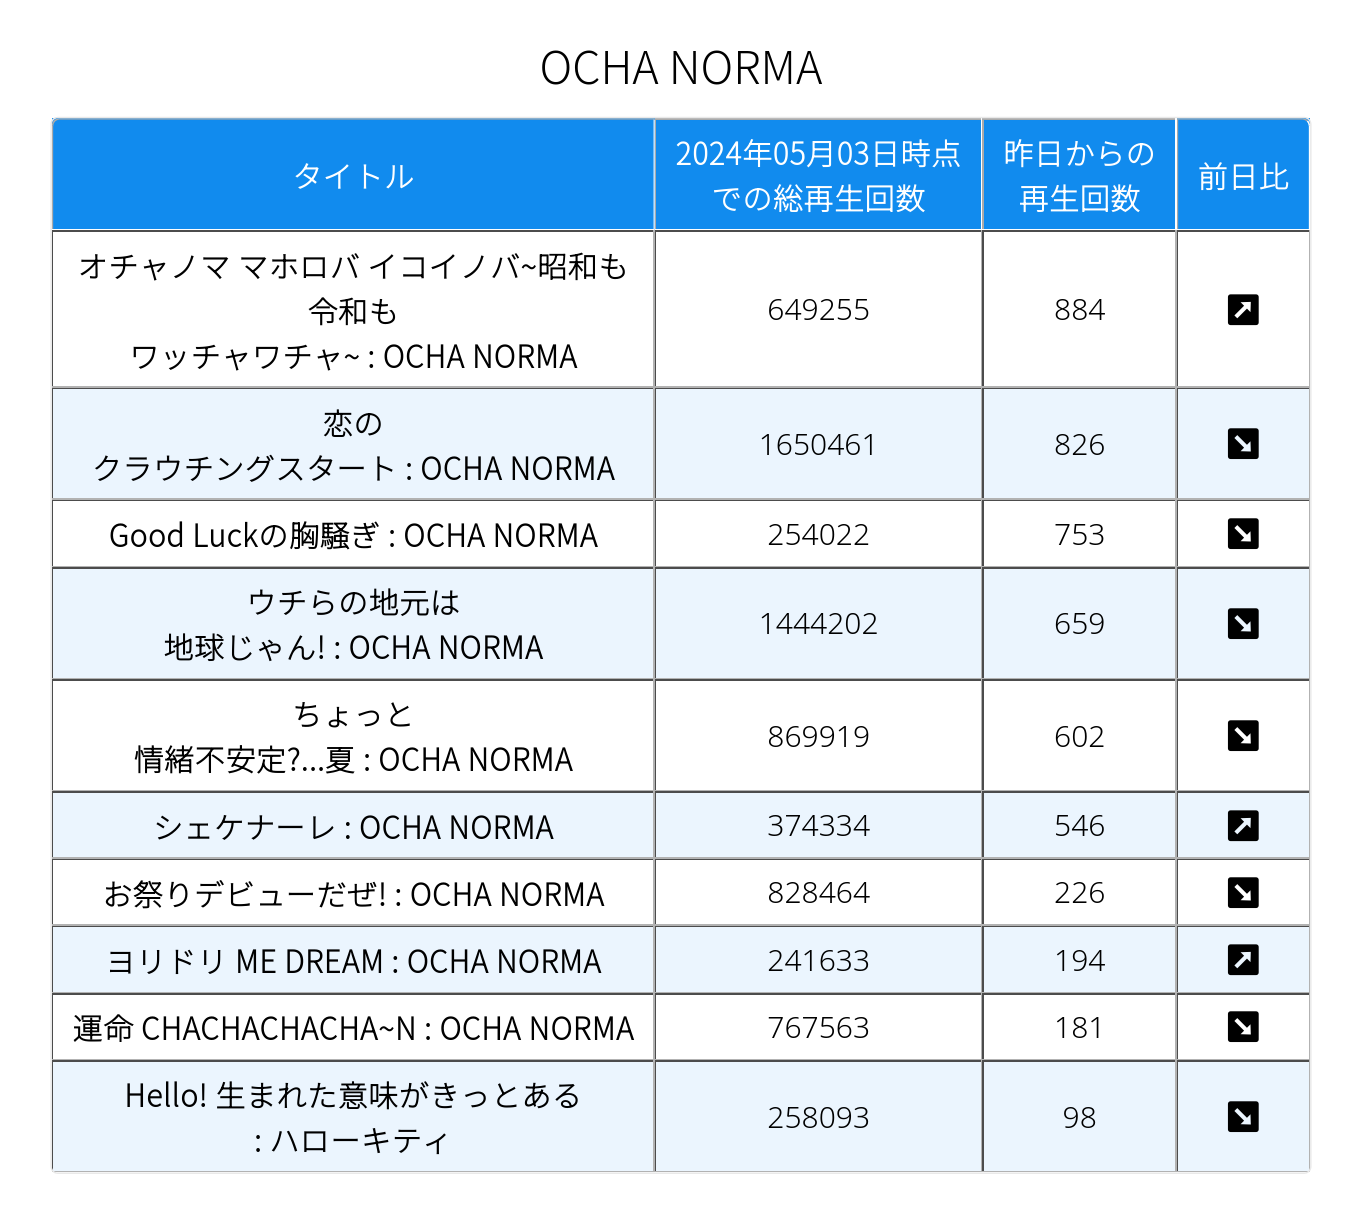 OCHA NORMA
タイトル
2024年05月03日時点
での総再生回数
昨日からの
再生回数
前日比
オチャノマ マホロバ イコイノバ~昭和も
令和も
ワッチャワチャ~ : OCHA NORMA
649255
884
恋の
クラウチングスタート : OCHA NORMA
1650461
826
Good Luckの胸騒ぎ : OCHA NORMA
254022
753
ウチらの地元は
地球じゃん! : OCHA NORMA
1444202
659
ちょっと
情緒不安定?...夏 : OCHA NORMA
869919
602
シェケナーレ : OCHA NORMA
374334
546
お祭りデビューだぜ! : OCHA NORMA
828464
226
ヨリドリ ME DREAM : OCHA NORMA
241633
194
運命 CHACHACHACHA~N : OCHA NORMA
767563
181
Hello! 生まれた意味がきっとある
: ハローキティ
258093
98